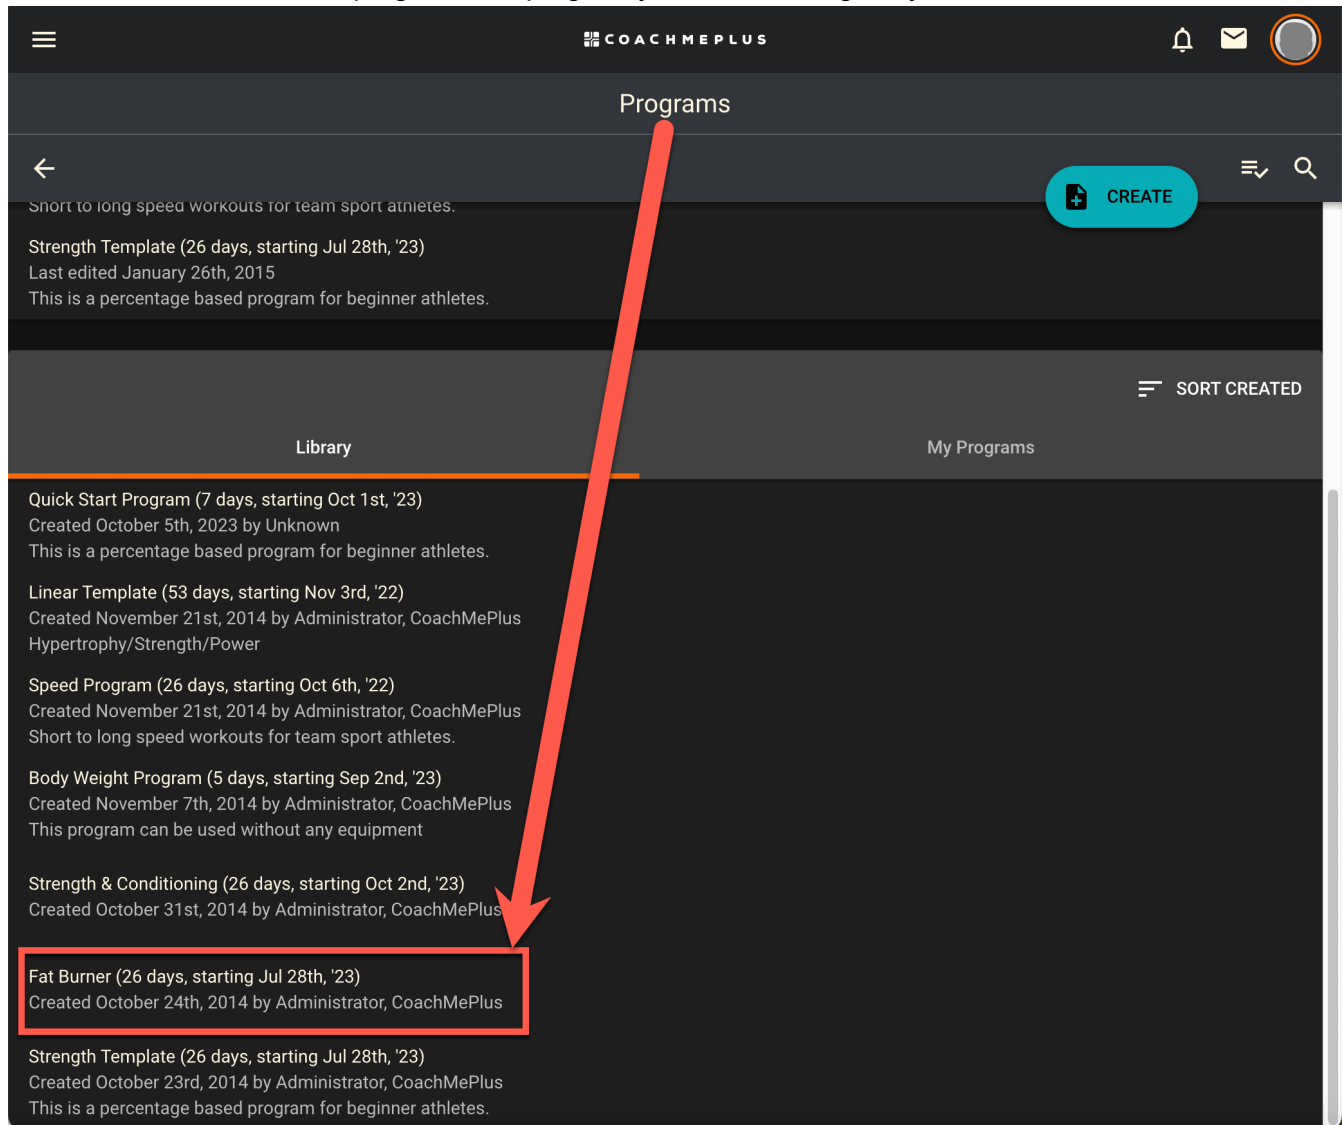 COACHMEPLUS
Programs
CREATE
Short to long speed workouts for team sport athletes.
Strength Template (26 days, starting Jul 28th, '23)
Last edited January 26th, 2015
This is a percentage based program for beginner athletes.
SORT CREATED
Library
My Programs
Quick Start Program (7 days, starting Oct 1st, '23)
Created October 5th, 2023 by Unknown
This is a percentage based program for beginner athletes.
Linear Template (53 days, starting Nov 3rd, '22)
Created November 21st, 2014 by Administrator, CoachMePlus
Hypertrophy/Strength/Power
Speed Program (26 days, starting Oct 6th, '22)
Created November 21st, 2014 by Administrator, CoachMePlus
Short to long speed workouts for team sport athletes.
Body Weight Program (5 days, starting Sep 2nd, '23)
Created November 7th, 2014 by Administrator, CoachMePlus
This program can be used without any equipment
Strength & Conditioning (26 days, starting Oct 2nd, '23)
Created October 31st, 2014 by Administrator, CoachMePlus
Fat Burner (26 days, starting Jul 28th, '23)
Created October 24th, 2014 by Administrator, CoachMePlus
Strength Template (26 days, starting Jul 28th, '23)
Created October 23rd, 2014 by Administrator, CoachMePlus
This is a percentage based program for beginner athletes.